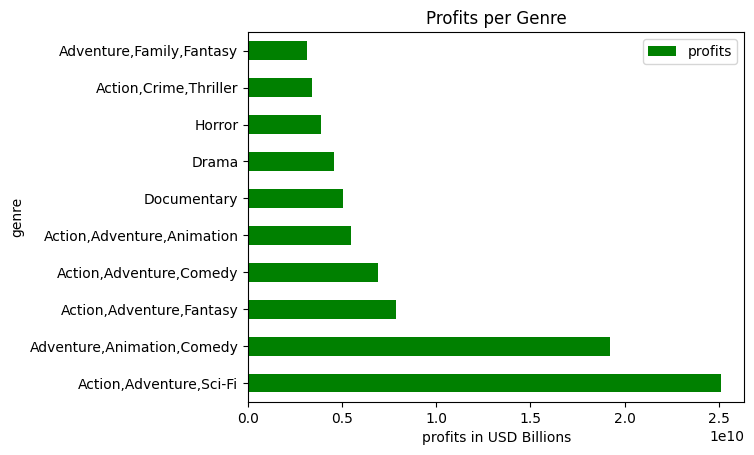 Profits per Genre
profits
Adventure,Family,Fantasy
Action,Crime,Thriller
Horror
Drama
Documentary
Action,Adventure,Animation
Action,Adventure,Comedy
Action,Adventure,Fantasy
Adventure,Animation,Comedy
Action,Adventure,Sci-Fi
genre
0.0 0.5 1.0 1.5 2.0 2.5
1e10
profits in USD Billions